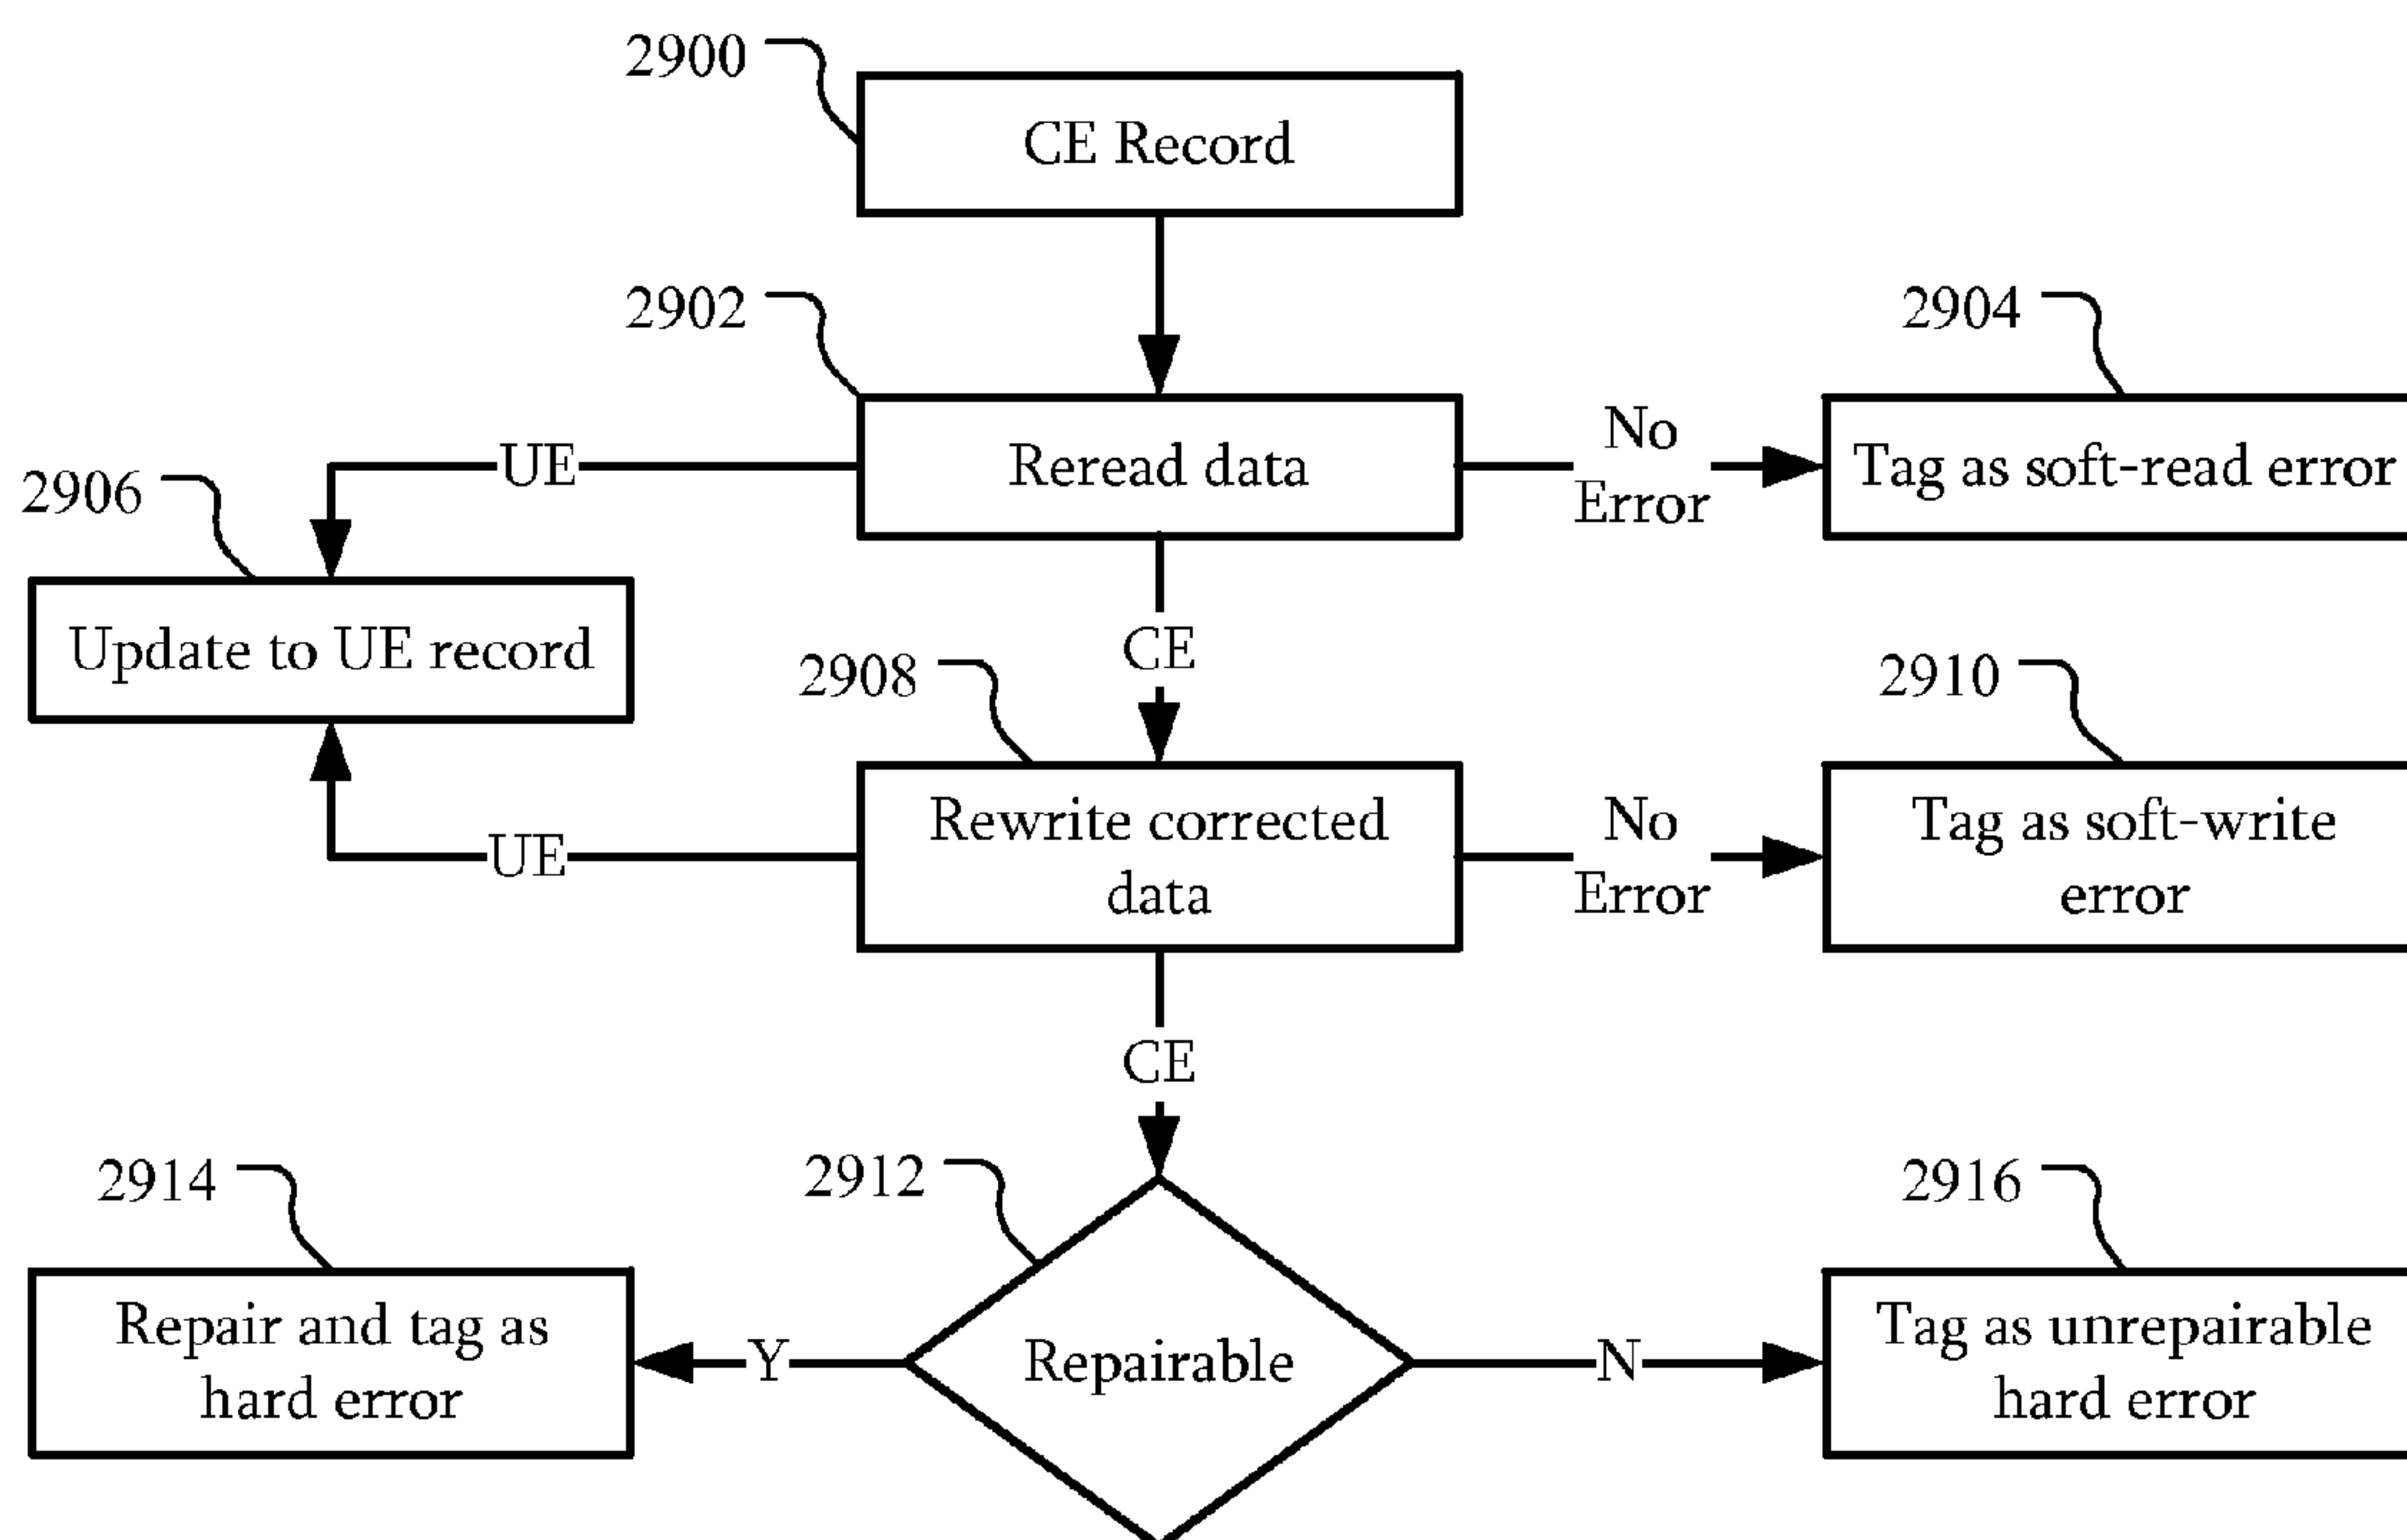 2900
CE Record
2902
2904
Reread data
No
Error
Tag as soft-read error
UE
2906
Update to UE record
CE
2908
2910
Rewrite corrected
data
No
Error
Tag as soft-write
error
UE
CE
2914
2912
2916
Repair and tag as
hard error
Y
Repairable
N
Tag as unrepairable
hard error